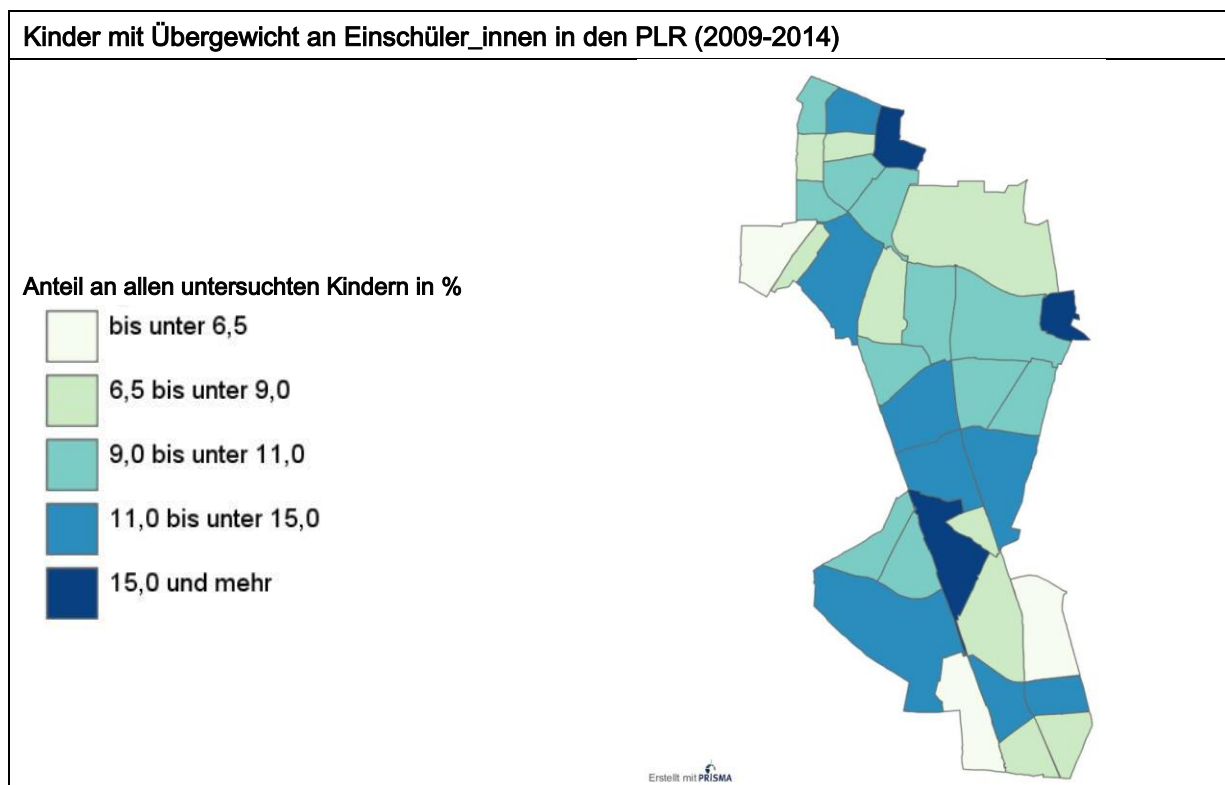 Kinder mit Übergewicht an Einschüler_innen in den PLR (2009-2014)
Anteil an allen untersuchten Kindern in %
bis unter 6,5
6,5 bis unter 9,0
9,0 bis unter 11,0
11,0 bis unter 15,0
15,0 und mehr
Erstellt mit PRISMA